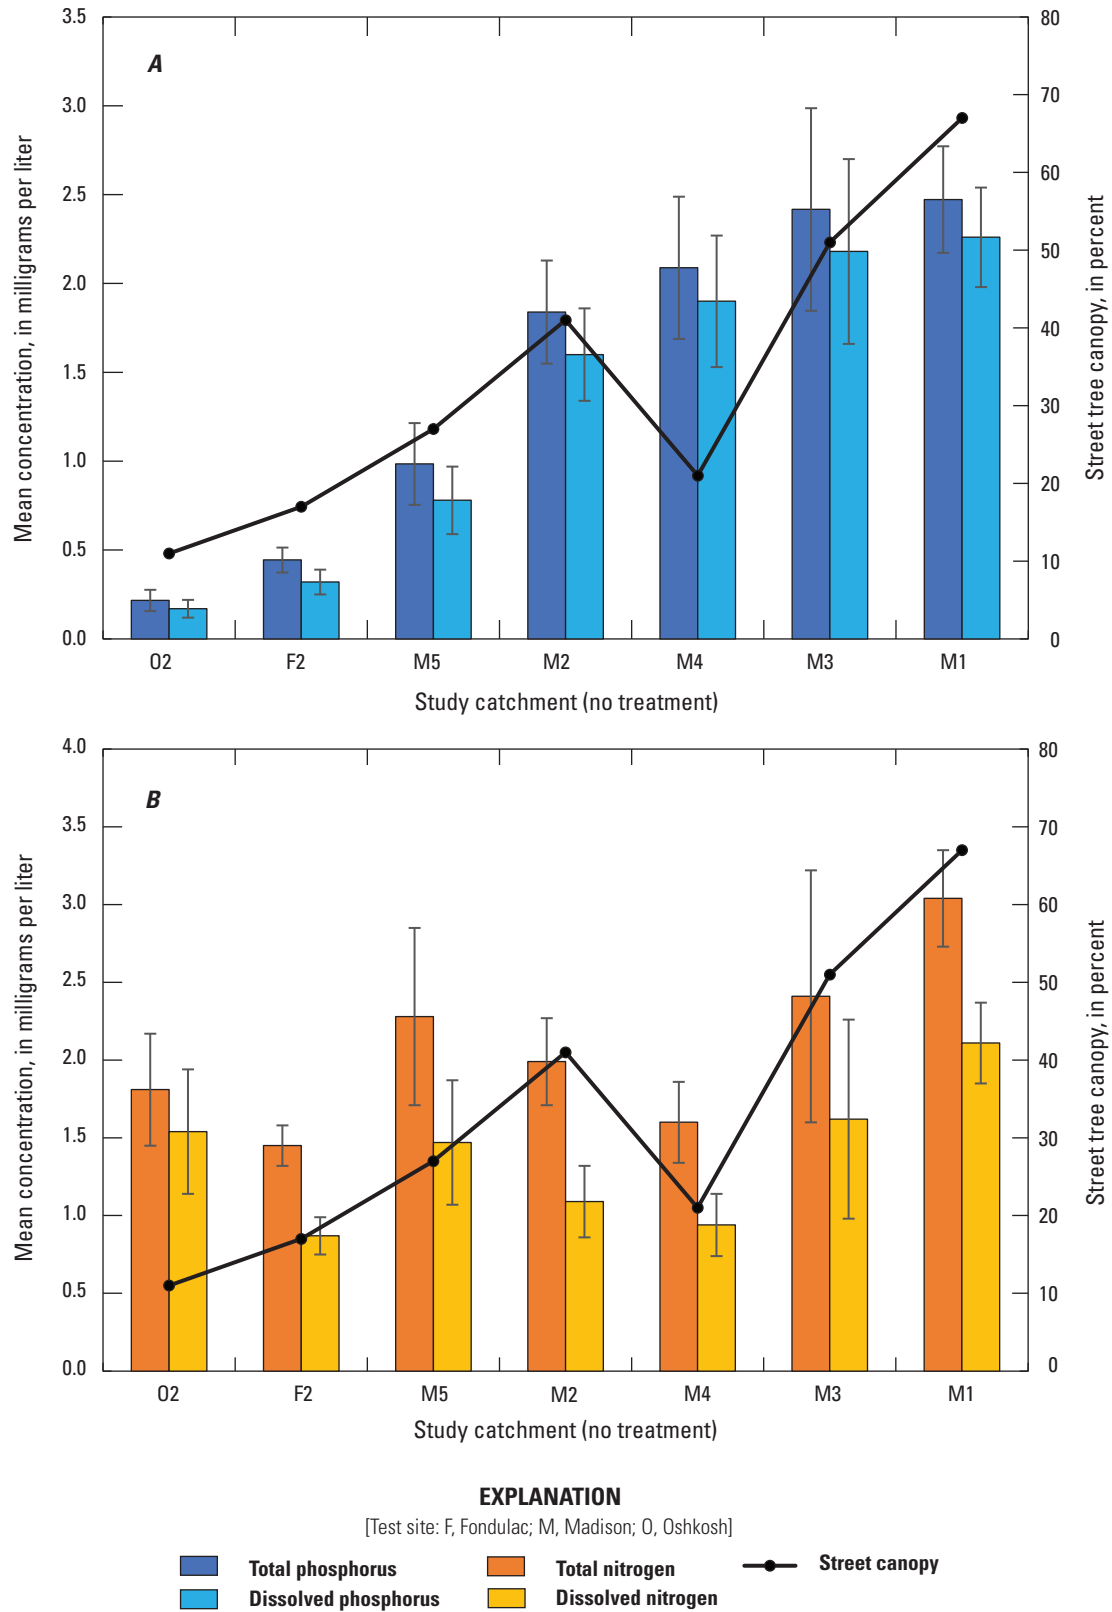 A
3.5
3.0
2.5
2.0
1.5
1.0
0.5
0.0
Mean concentration, in milligrams per liter
80
70
60
50
40
30
20
10
0
Street tree canopy, in percent
O2 F2 M5 M2 M4 M3 M1
Study catchment (no treatment)
B
4.0
3.5
3.0
2.5
2.0
1.5
1.0
0.5
0.0
Mean concentration, in milligrams per liter
80
70
60
50
40
30
20
10
0
Street tree canopy, in percent
O2 F2 M5 M2 M4 M3 M1
Study catchment (no treatment)
EXPLANATION
[Test site: F, Fondulac; M, Madison; O, Oshkosh]
Total phosphorus Total nitrogen Street canopy
Dissolved phosphorus Dissolved nitrogen